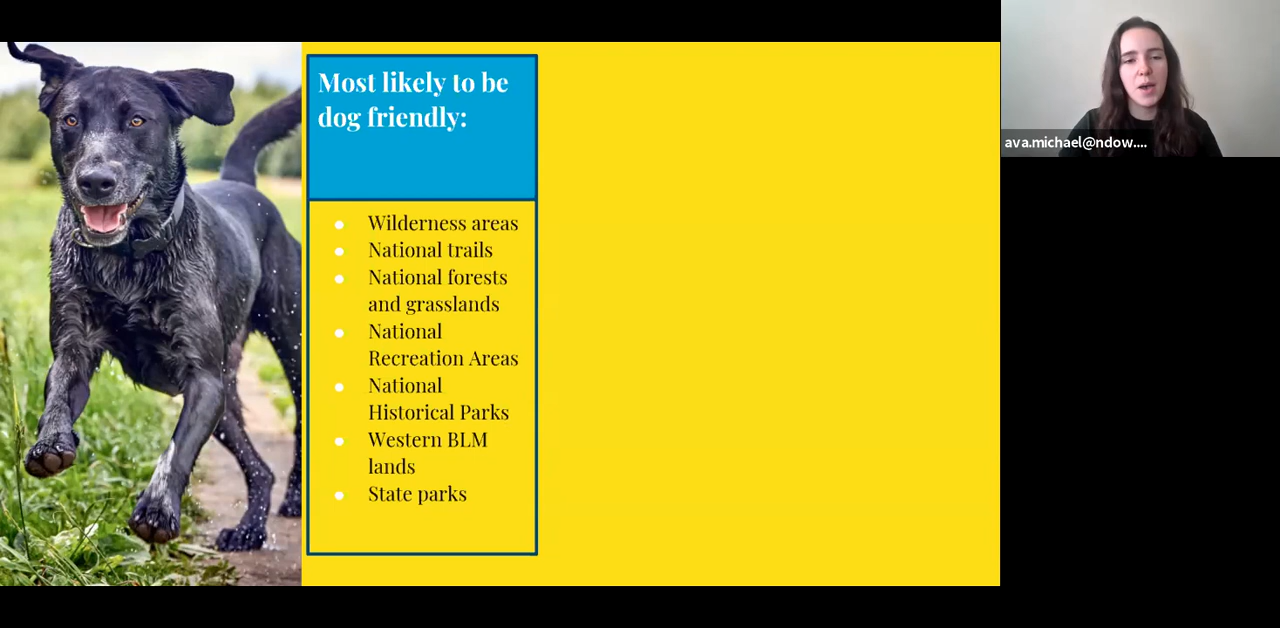 Most likely to be
dog friendly:
Wilderness areas
National trails
National forests
and grasslands
National
Recreation Areas
National
Historical Parks
Western BLM
lands
State parks
ava.michael@ndow....